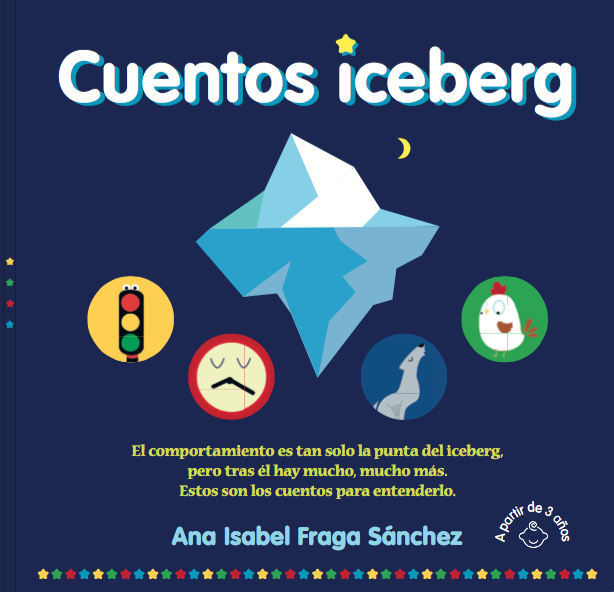 Cuentos iceberg
El comportamiento es tan solo la punta del iceberg,
pero tras él hay mucho, mucho más.
Estos son los cuentos para entenderlo.
Ana Isabel Fraga Sánchez
A partir de 3 años